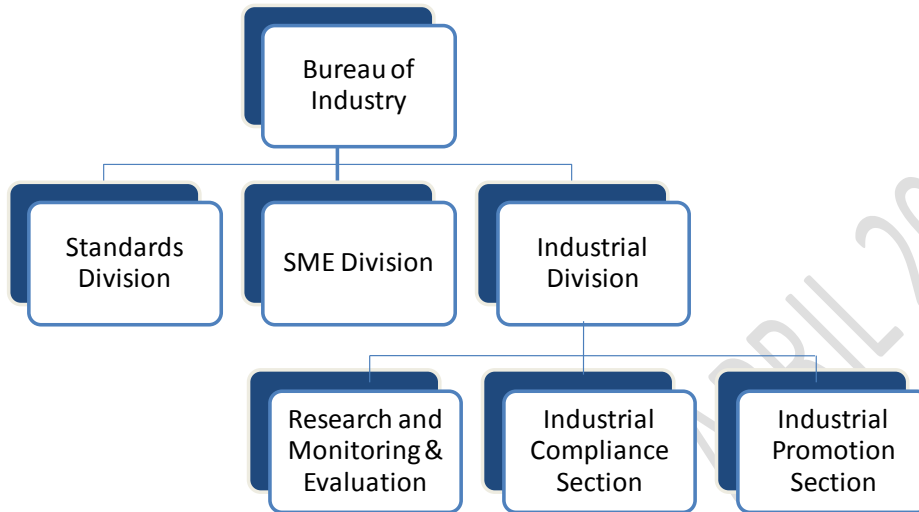 Bureau of
Industry
Standards
Division
SME Division
Industrial
Division
Research and
Monitoring &
Evaluation
Industrial
Compliance
Section
Industrial
Promotion
Section
APRIL